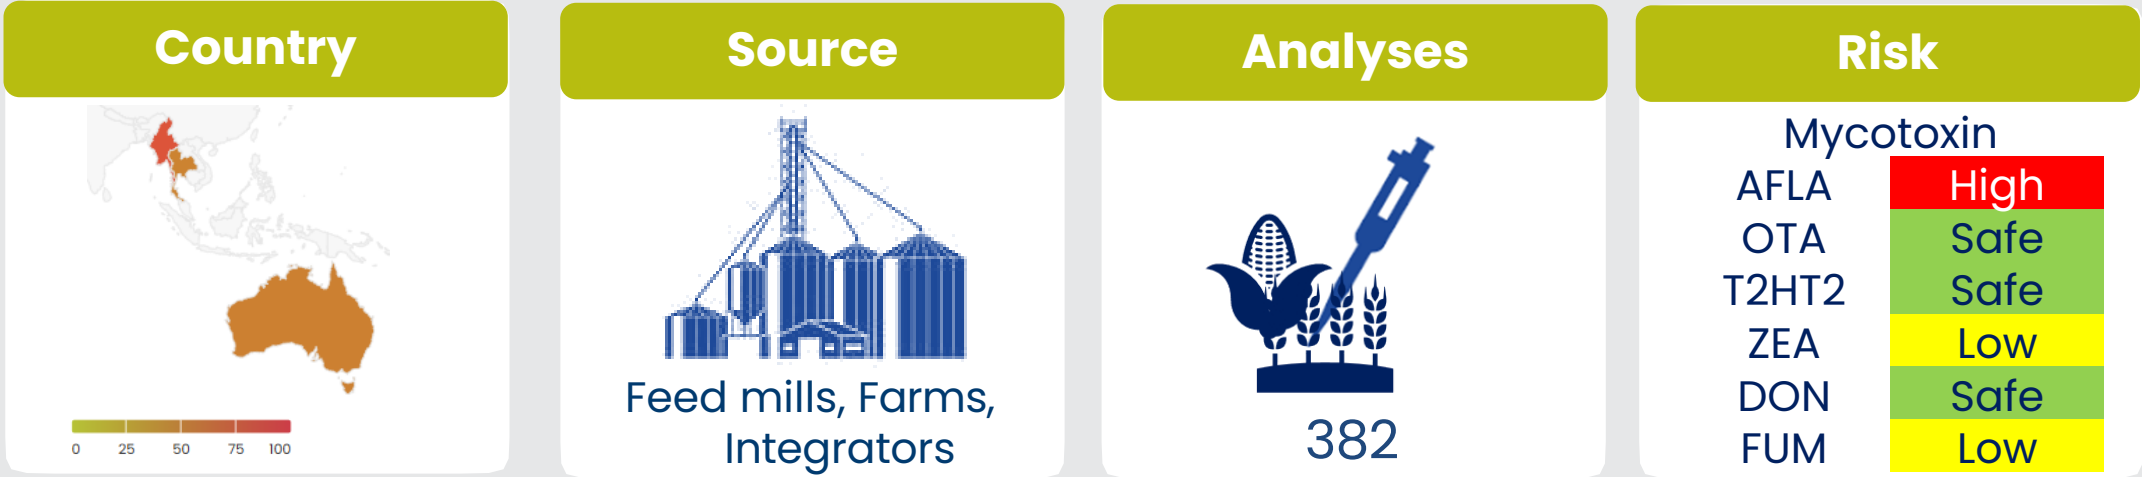 Country
0 25 50 75 100
Source
Feed mills, Farms,
Integrators
Analyses
382
Risk
Mycotoxin
AFLA High
OTA Safe
T2HT2 Safe
ZEA Low
DON Safe
FUM Low